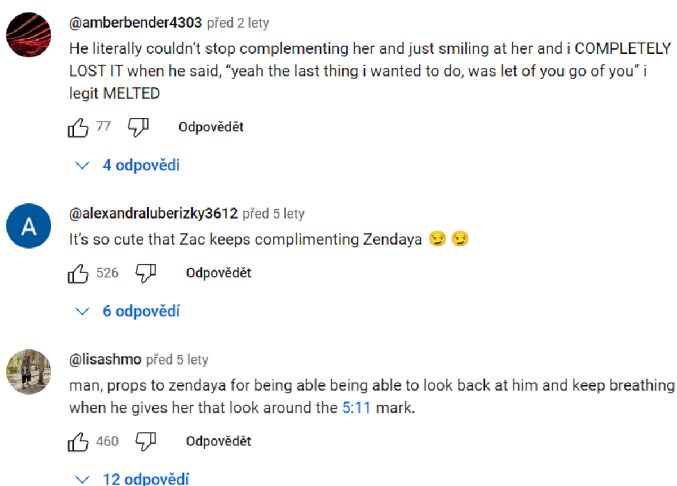 @amberbender4303 před 2 lety
He literally couldn't stop complementing her and just smiling at her and i COMPLETELY
LOST IT when he said, “yeah the last thing i wanted to do, was let of you go of you” i
legit MELTED
77 Odpovědět
4 odpovědi
A
@alexandraluberizky3612 před 5 lety
It's so cute that Zac keeps complimenting Zendaya 😏 😏
526 Odpovědět
6 odpovědí
@lisashmo před 5 lety
man, props to zendaya for being able being able to look back at him and keep breathing
when he gives her that look around the 5:11 mark.
460 Odpovědět
12 odpovědí